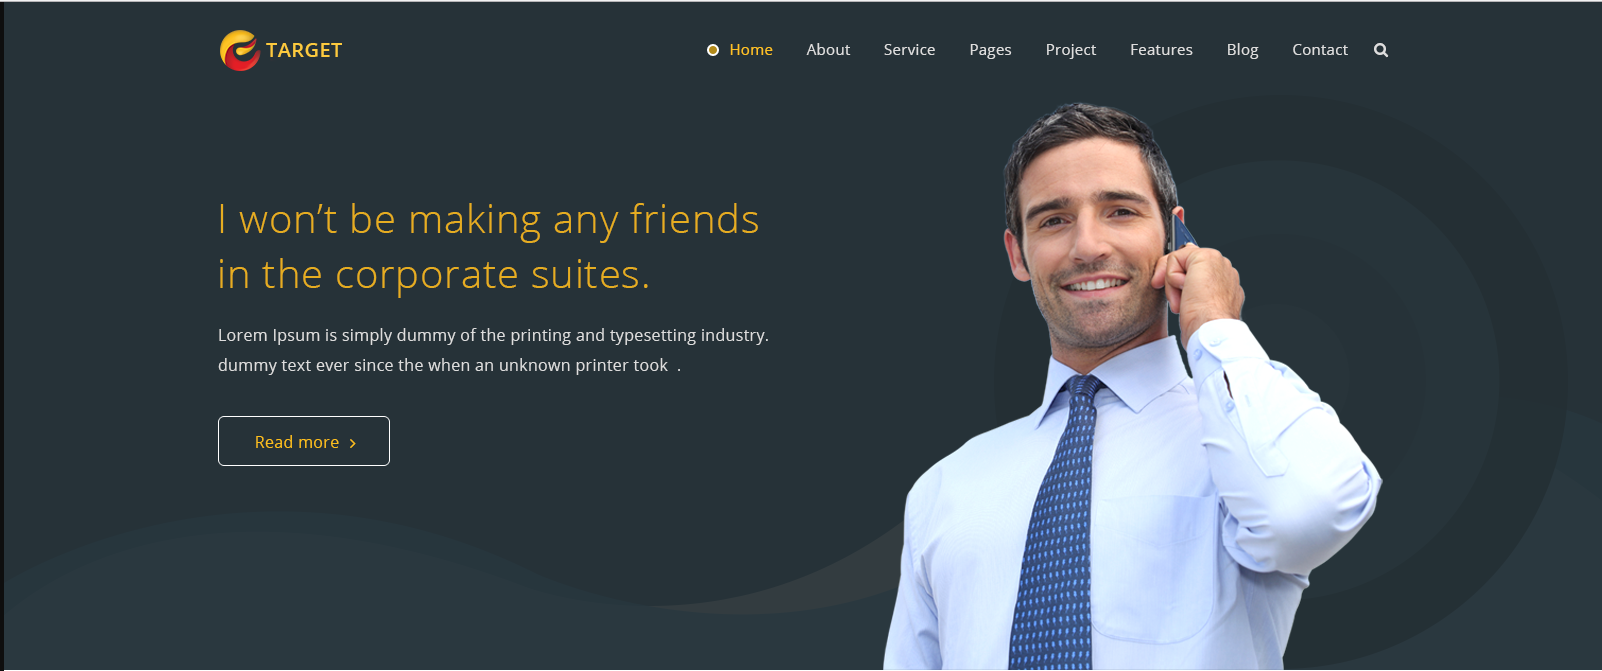 TARGET
Home About Service Pages Project Features Blog Contact
I won’t be making any friends
in the corporate suites.
Lorem Ipsum is simply dummy of the printing and typesetting industry.
dummy text ever since the when an unknown printer took .
Read more ›